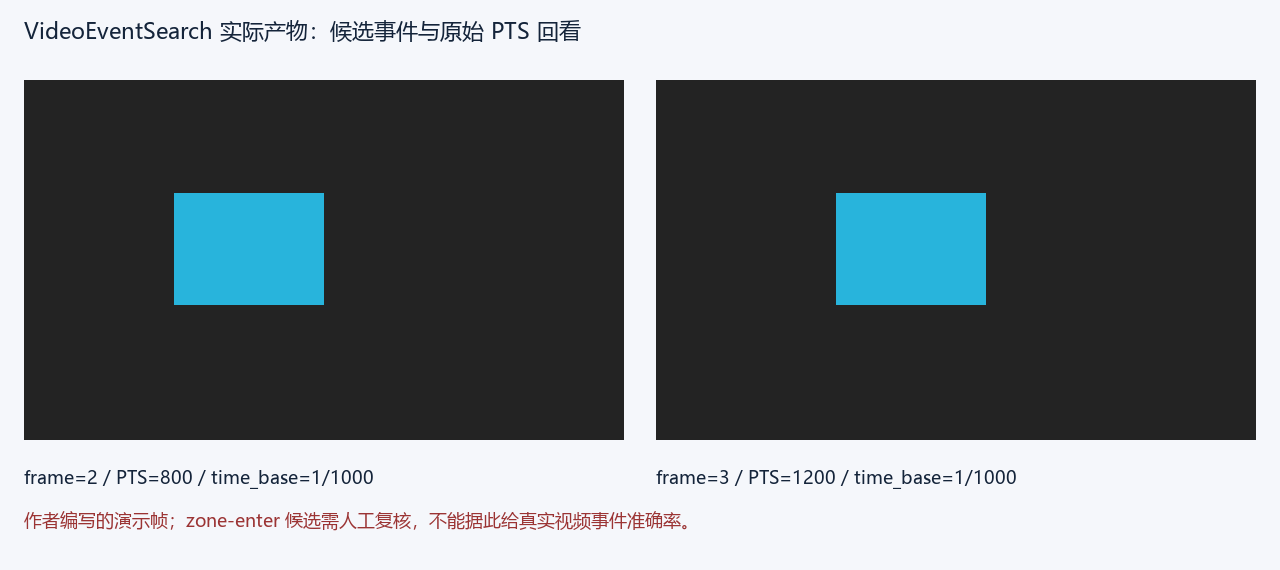 VideoEventSearch 实际产物：候选事件与原始 PTS 回看
frame=2 / PTS=800 / time_base=1/1000
frame=3 / PTS=1200 / time_base=1/1000
作者编写的演示帧；zone-enter 候选需人工复核，不能据此给真实视频事件准确率。